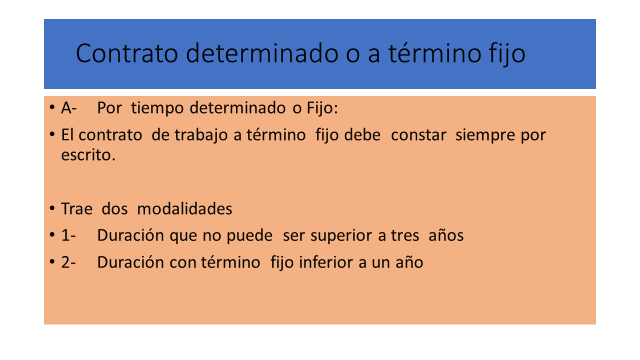 Contrato determinado o a término fijo
• A- Por tiempo determinado o Fijo:
• El contrato de trabajo a término fijo debe constar siempre por
escrito.
• Trae dos modalidades
• 1- Duración que no puede ser superior a tres años
• 2- Duración con término fijo inferior a un año